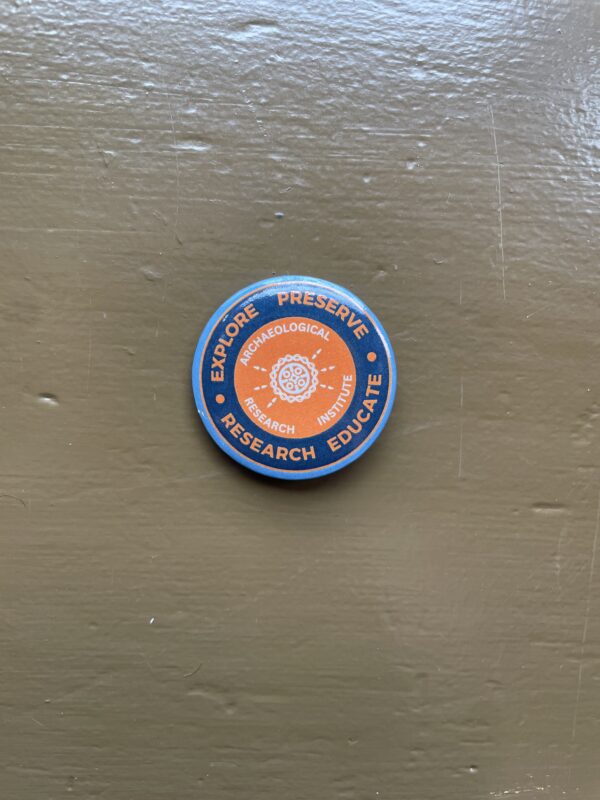 EXPLORE PRESERVE
RESEARCH EDUCATE
ARCHAEOLOGICAL
RESEARCH INSTITUTE